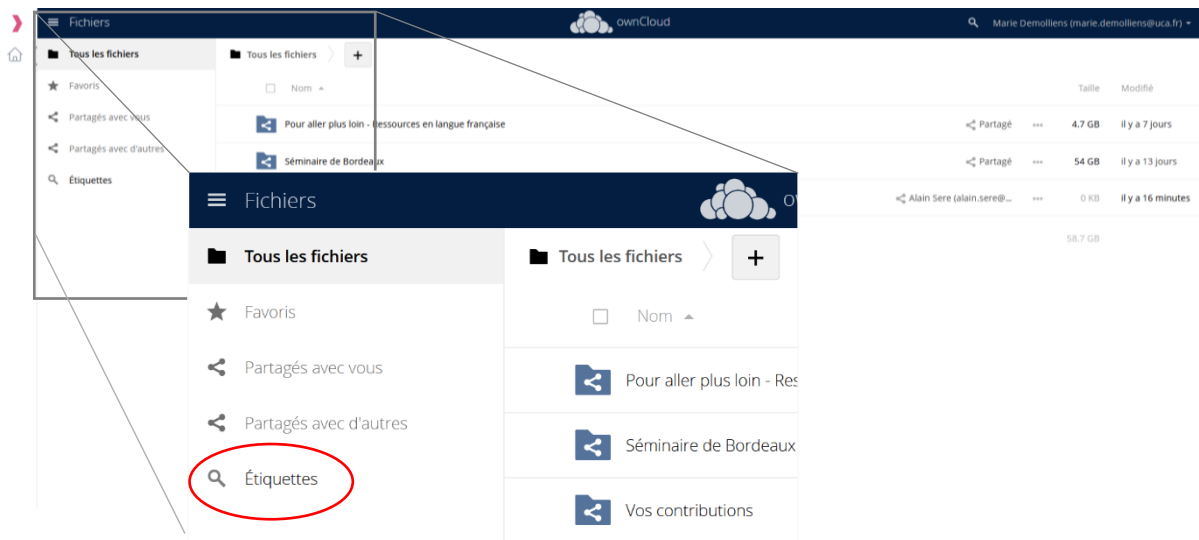 Fichiers
ownCloud
Marie Demolliens (marie.demolliens@uca.fr)
Tous les fichiers
Tous les fichiers
+
Favoris
Nom
Taille
Modifié
Partagés avec vous
Pour aller plus loin - Ressources en langue française
Partagé
4.7 GB
il y a 7 jours
Partagés avec d'autres
Séminaire de Bordeaux
Partagé
54 GB
il y a 13 jours
Étiquettes
Alain Sere (alain.sere@...
0 KB
il y a 16 minutes
58.7 GB
Fichiers
Tous les fichiers
Tous les fichiers
+
Favoris
Nom
Partagés avec vous
Pour aller plus loin - Res
Partagés avec d'autres
Séminaire de Bordeaux
Étiquettes
Vos contributions